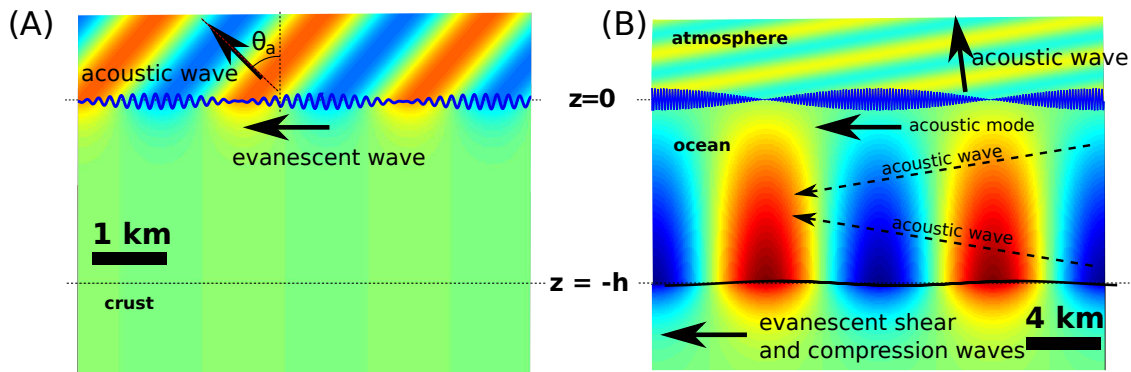 (A)
θa
acoustic wave
evanescent wave
1 km
crust
z=0
z = -h
(B)
atmosphere
acoustic wave
acoustic mode
ocean
acoustic wave
acoustic wave
evanescent shear
and compression waves
4 km